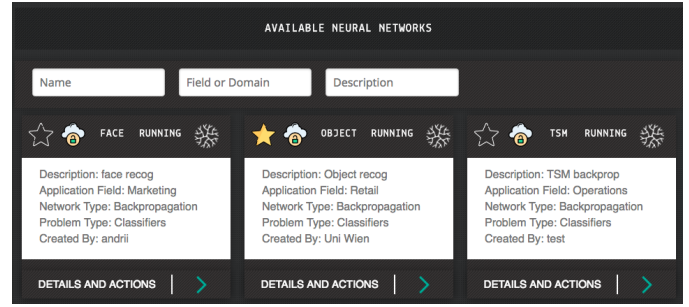 AVAILABLE NEURAL NETWORKS
Name Field or Domain Description
FACE RUNNING
Description: face recog
Application Field: Marketing
Network Type: Backpropagation
Problem Type: Classifiers
Created By: andrii
DETAILS AND ACTIONS
OBJECT RUNNING
Description: Object recog
Application Field: Retail
Network Type: Backpropagation
Problem Type: Classifiers
Created By: Uni Wien
DETAILS AND ACTIONS
TSM RUNNING
Description: TSM backprop
Application Field: Operations
Network Type: Backpropagation
Problem Type: Classifiers
Created By: test
DETAILS AND ACTIONS